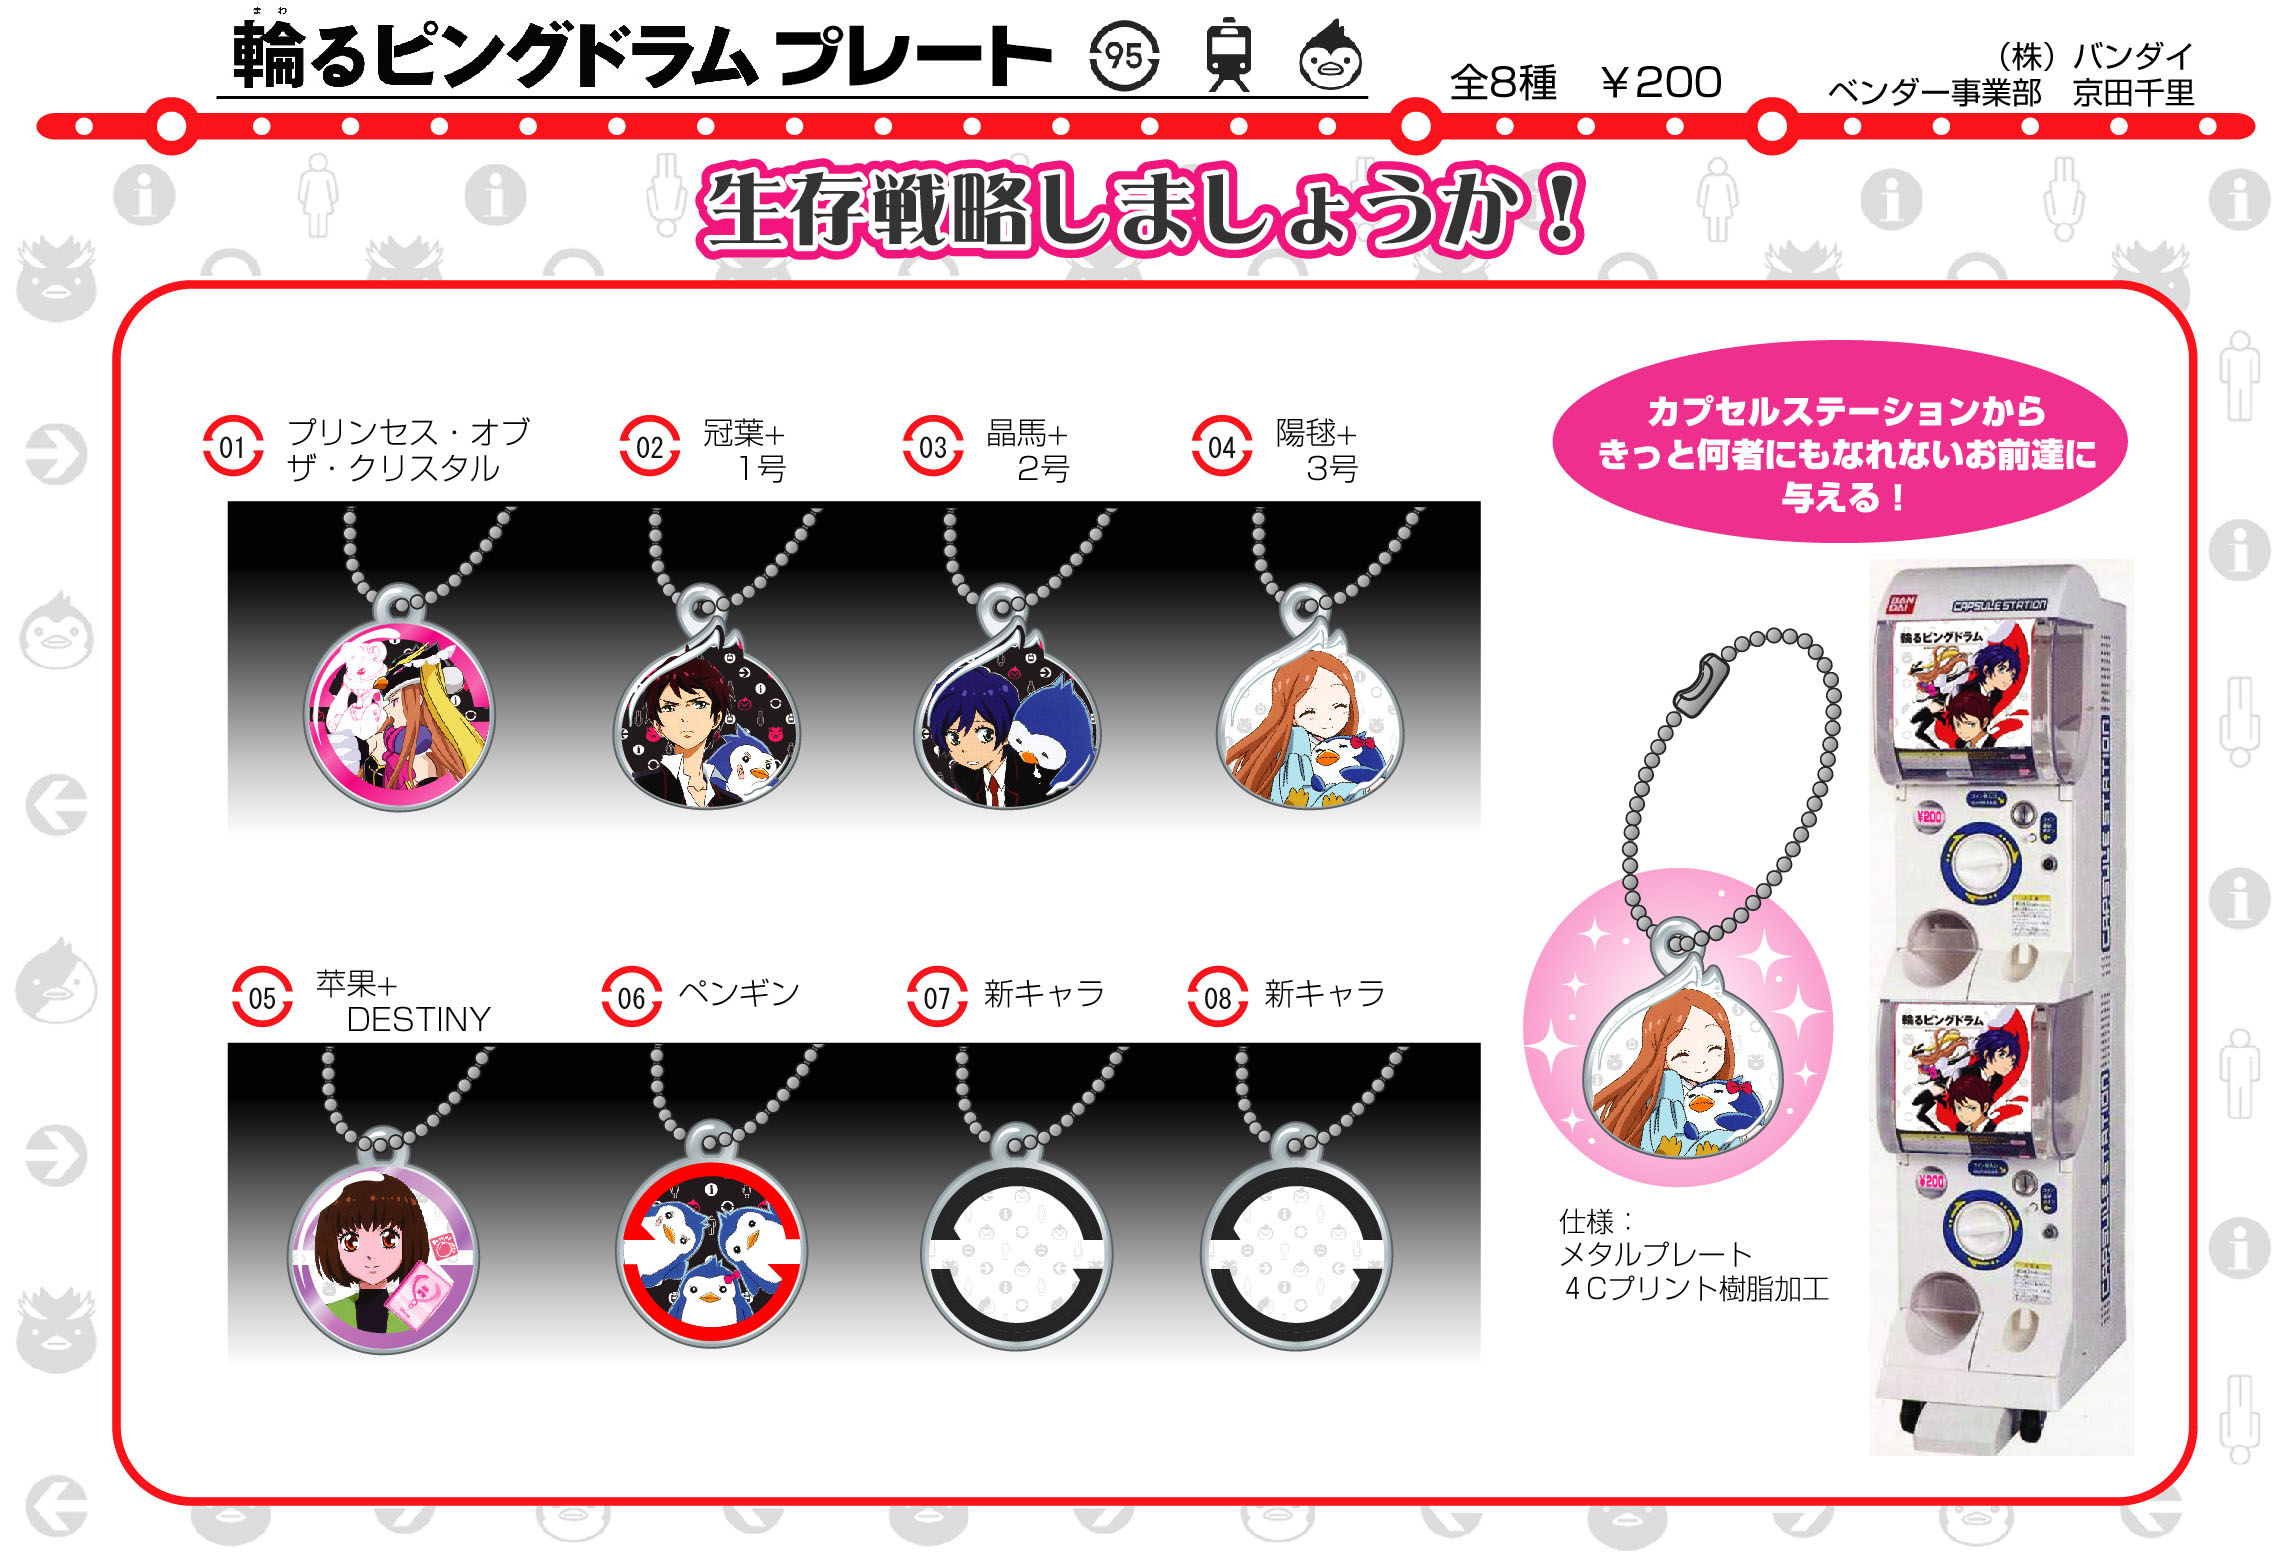 まわ
輪るピングドラム プレート
95
全8種　￥200
（株）バンダイ
ベンダー事業部　京田千里
生存戦略しましょうか！
カプセルステーションから
きっと何者にもなれないお前達に
与える！
01 プリンセス・オブ
ザ・クリスタル
02 冠葉+
1号
03 晶馬+
2号
04 陽毬+
3号
BANDAI
CAPSULE STATION
輪るピングドラム
¥200
CAPSULE STATION
CAPSULE STATION
05 苹果+
DESTINY
06 ペンギン
07 新キャラ
08 新キャラ
輪るピングドラム
¥200
CAPSULE STATION
CAPSULE STATION
仕様：
メタルプレート
４Ｃプリント樹脂加工